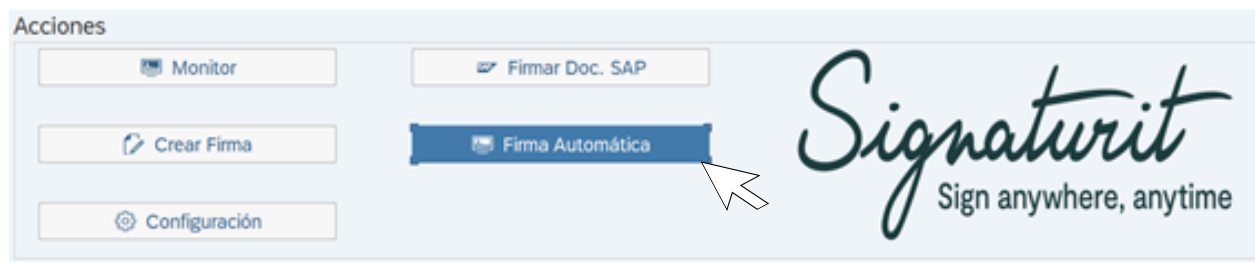 Acciones
Monitor
Firmar Doc. SAP
Crear Firma
Firma Automática
Configuración
Signaturit
Sign anywhere, anytime